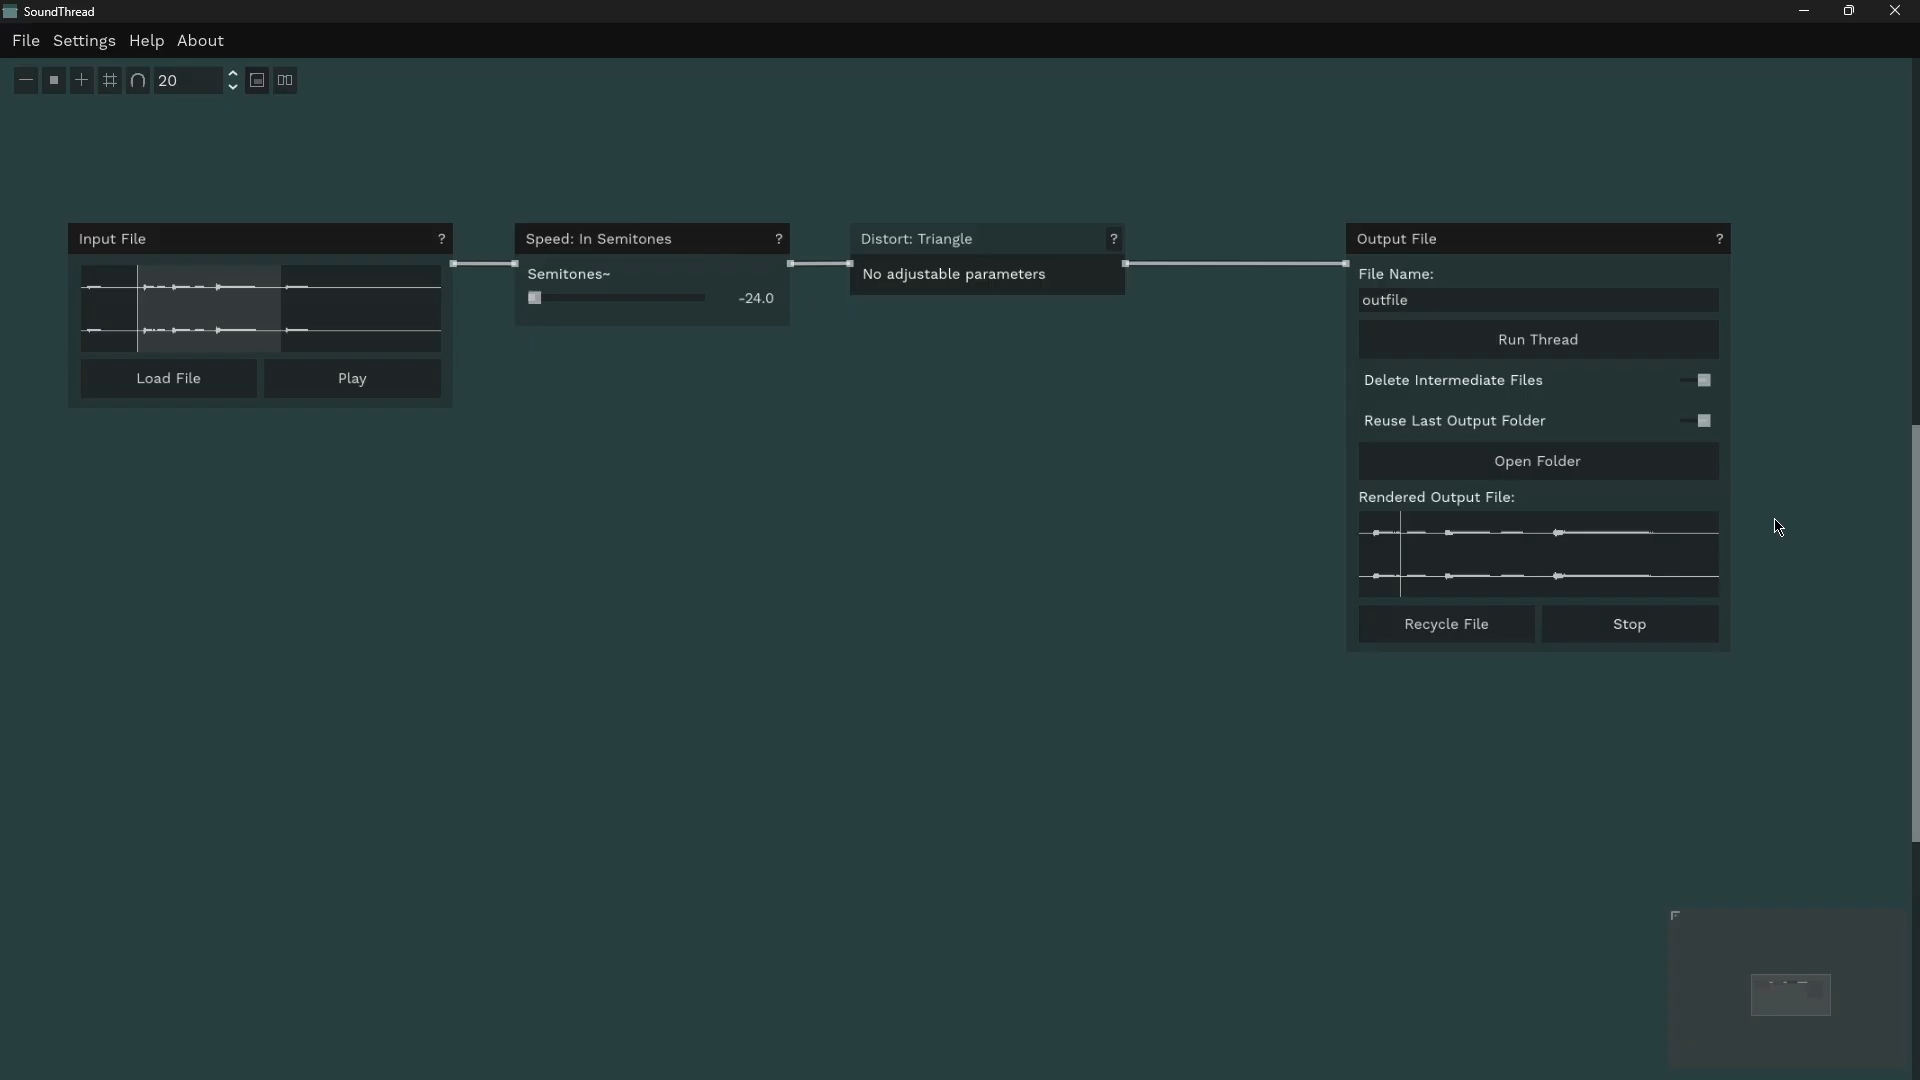 SoundThread
File Settings Help About
20
Input File ?
Load File Play
Speed: In Semitones ?
Semitones~
-24.0
Distort: Triangle ?
No adjustable parameters
Output File ?
File Name:
outfile
Run Thread
Delete Intermediate Files
Reuse Last Output Folder
Open Folder
Rendered Output File:
Recycle File Stop